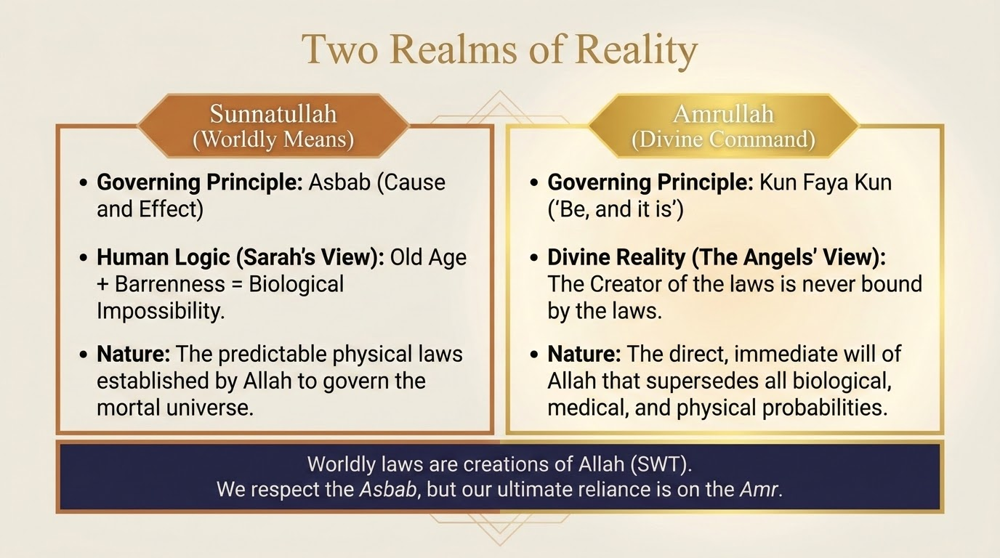 Two Realms of Reality
Sunnatullah
(Worldly Means)
• Governing Principle: Asbab (Cause
and Effect)
• Human Logic (Sarah’s View): Old Age
+ Barrenness = Biological
Impossibility.
• Nature: The predictable physical laws
established by Allah to govern the
mortal universe.
Amrullah
(Divine Command)
• Governing Principle: Kun Faya Kun
(‘Be, and it is’)
• Divine Reality (The Angels’ View):
The Creator of the laws is never bound
by the laws.
• Nature: The direct, immediate will of
Allah that supersedes all biological,
medical, and physical probabilities.
Worldly laws are creations of Allah (SWT).
We respect the Asbab, but our ultimate reliance is on the Amr.